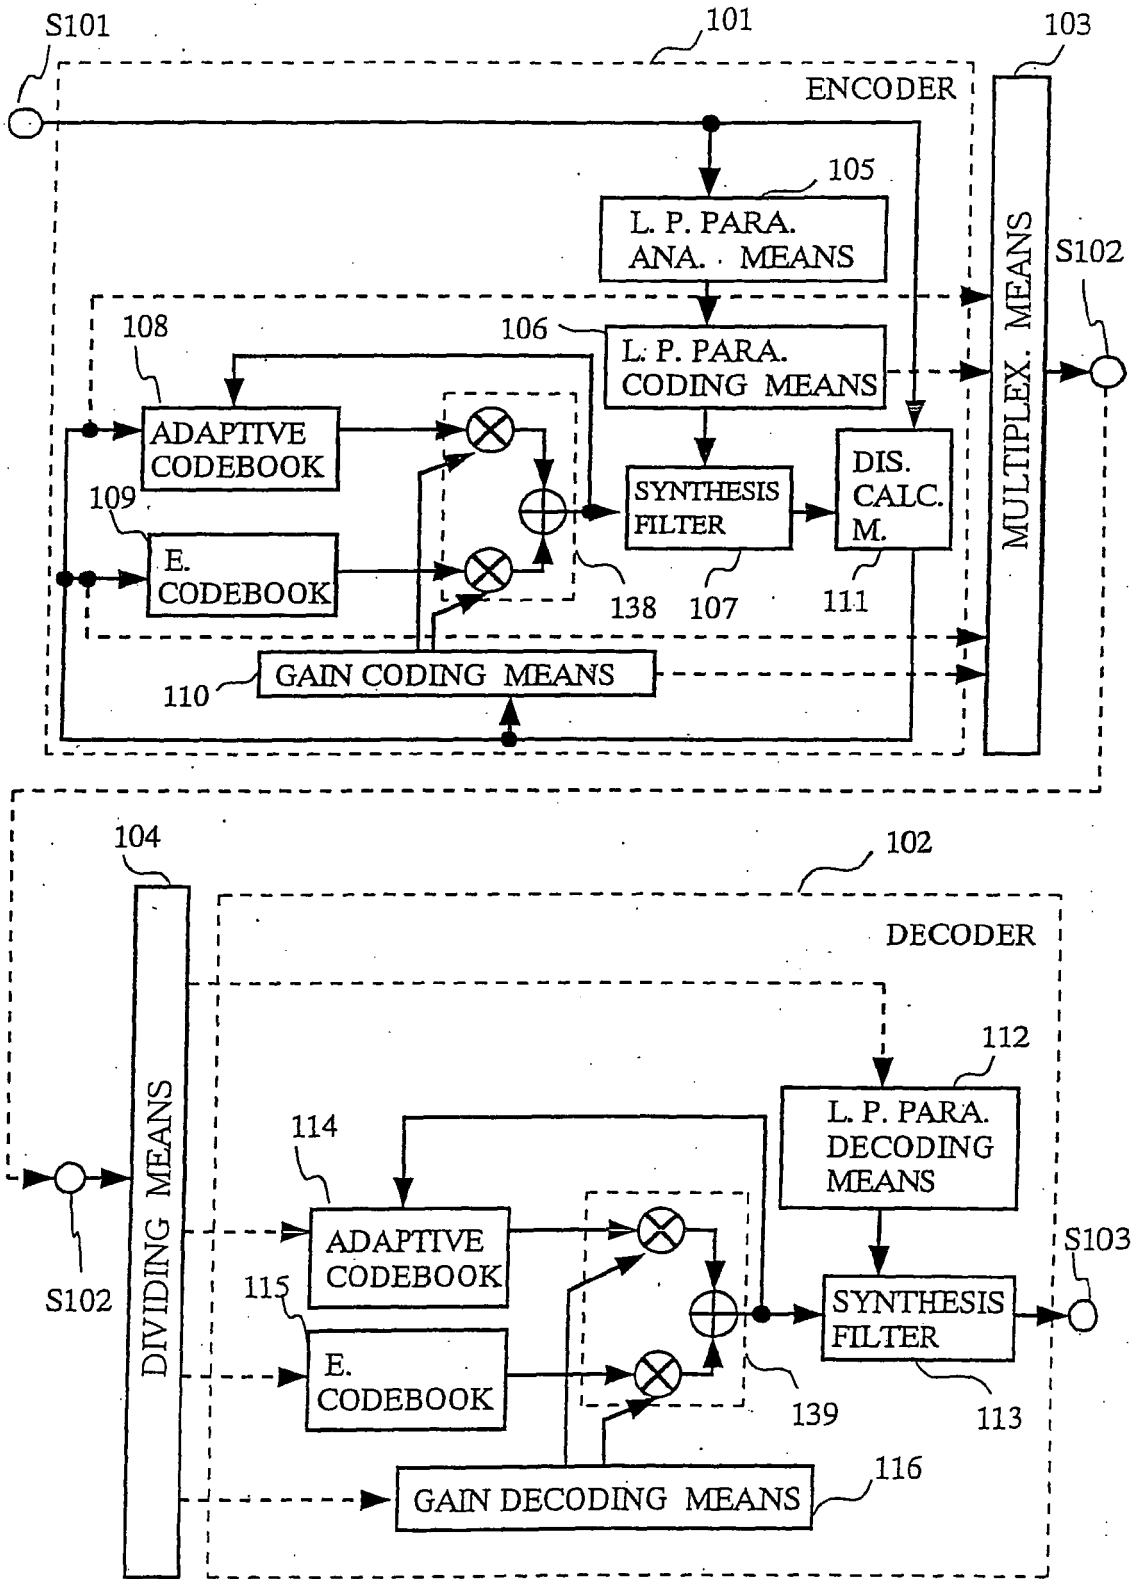 S101
101
103
ENCODER
105
L. P. PARA.
ANA. MEANS
S102
108
106
L. P. PARA.
CODING MEANS
MULTIPLEX. MEANS
ADAPTIVE
CODEBOOK
DIS.
CALC.
M.
SYNTHESIS
FILTER
109
E.
CODEBOOK
138
107
111
110
GAIN CODING MEANS
104
102
DECODER
112
L. P. PARA.
DECODING
MEANS
114
DIVIDING MEANS
ADAPTIVE
CODEBOOK
S103
S102
115
SYNTHESIS
FILTER
E.
CODEBOOK
139
113
116
GAIN DECODING MEANS